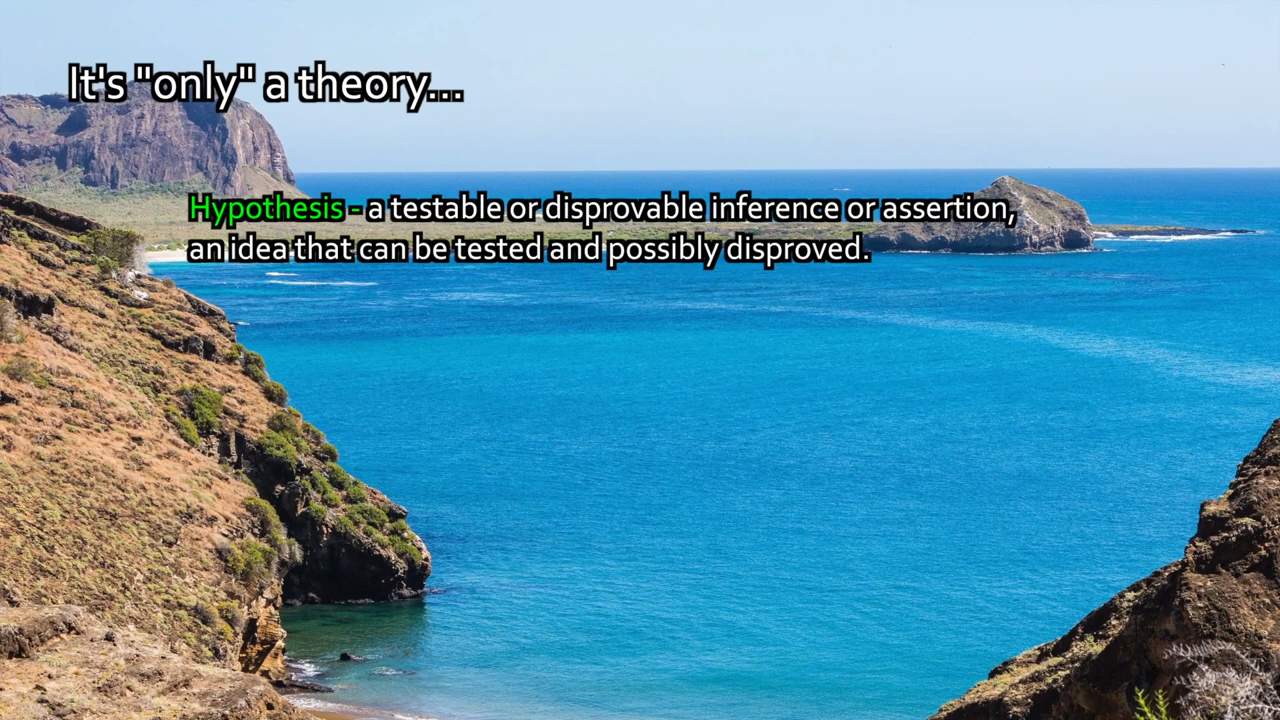 It's "only" a theory...
Hypothesis - a testable or disprovable inference or assertion,
an idea that can be tested and possibly disproved.